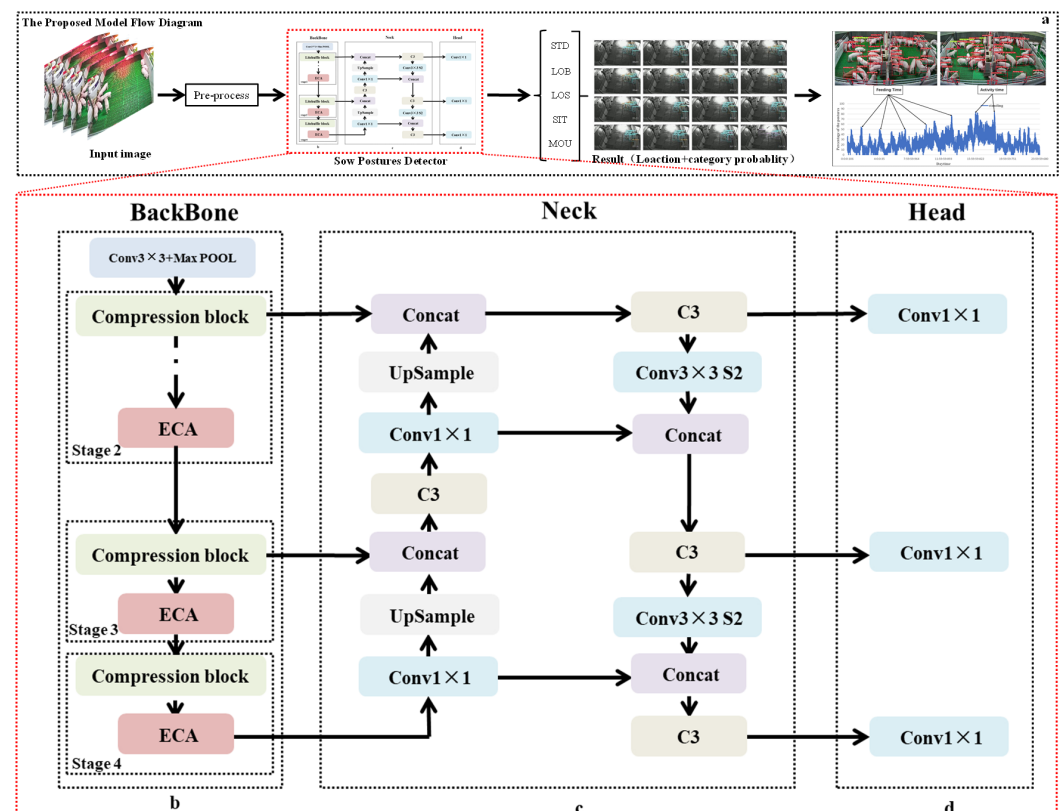 The Proposed Model Flow Diagram
a
Input image
Pre-process
Sow Postures Detector
STD
LOB
LOS
SIT
MOU
Result（Loaction+category probablity）
Feeding Time
Activity time
BackBone
Neck
Head
Conv3×3+Max POOL
Compression block
ECA
Stage 2
Compression block
ECA
Stage 3
Compression block
ECA
Stage 4
b
Concat
UpSample
Conv1×1
C3
Concat
UpSample
Conv1×1
C3
Conv3×3 S2
Concat
C3
Conv3×3 S2
Concat
C3
c
Conv1×1
Conv1×1
Conv1×1
d